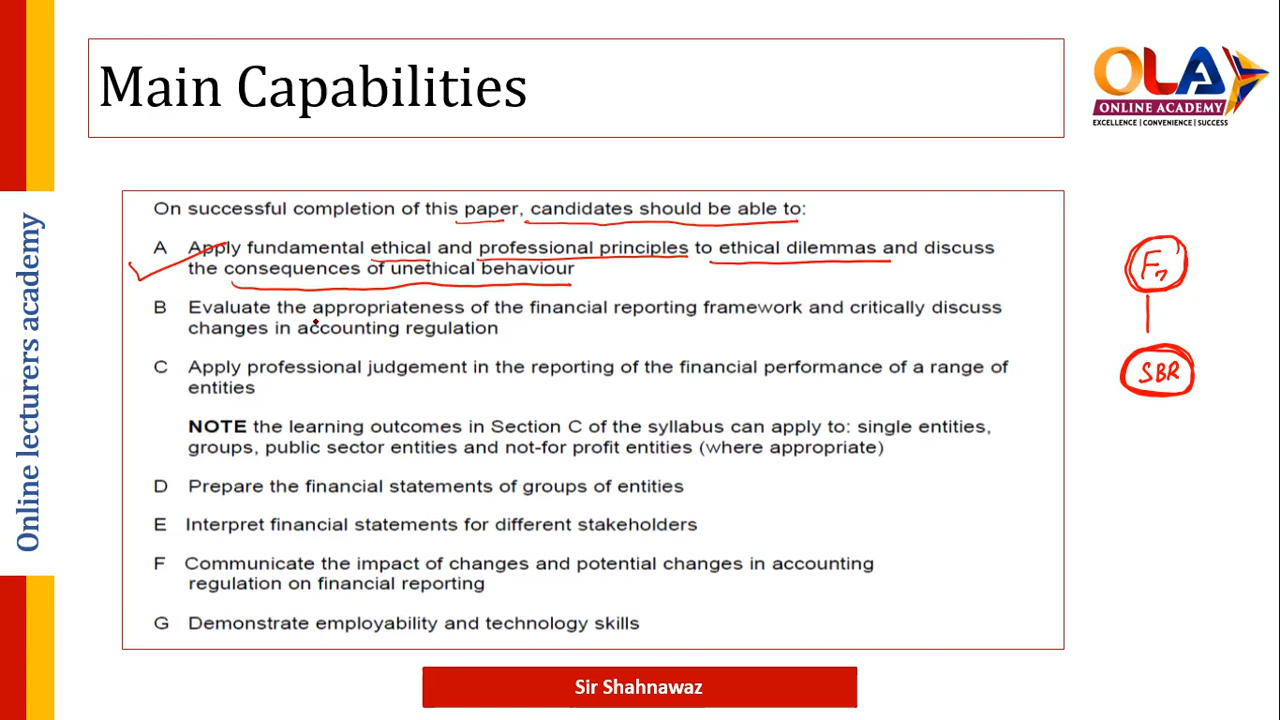 Main Capabilities
OLA
ONLINE ACADEMY
EXCELLENCE | CONVENIENCE | SUCCESS
Online lecturers academy
On successful completion of this paper, candidates should be able to:
A Apply fundamental ethical and professional principles to ethical dilemmas and discuss
the consequences of unethical behaviour
B Evaluate the appropriateness of the financial reporting framework and critically discuss
changes in accounting regulation
C Apply professional judgement in the reporting of the financial performance of a range of
entities
NOTE the learning outcomes in Section C of the syllabus can apply to: single entities,
groups, public sector entities and not-for profit entities (where appropriate)
D Prepare the financial statements of groups of entities
E Interpret financial statements for different stakeholders
F Communicate the impact of changes and potential changes in accounting
regulation on financial reporting
G Demonstrate employability and technology skills
F7
SBR
Sir Shahnawaz